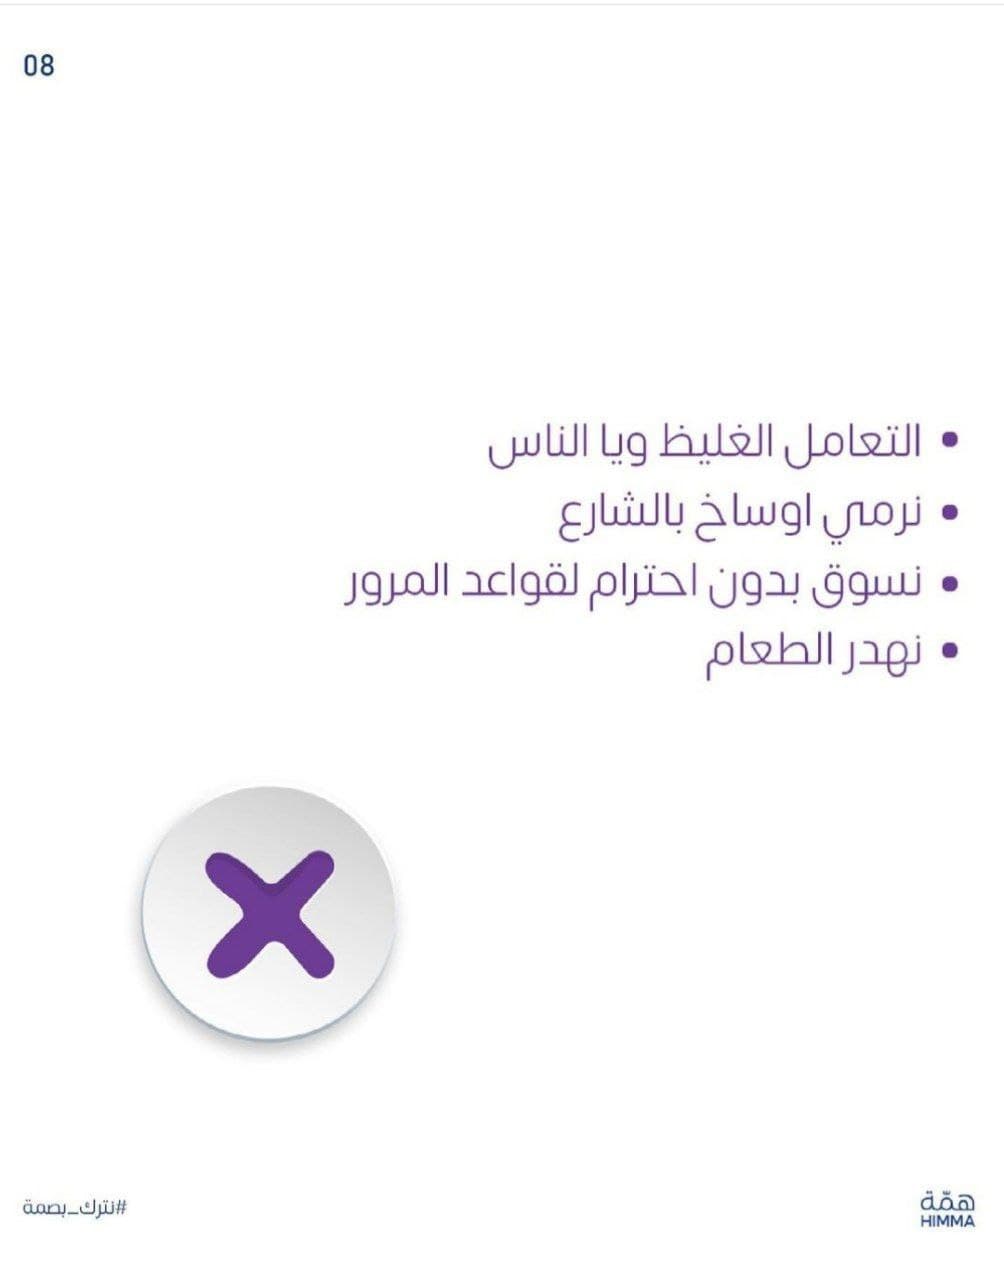 08
• التعامل الغليظ ويا الناس
• نرمي اوساخ بالشارع
• نسوق بدون احترام لقواعد المرور
• نهدر الطعام
#نترك_بصمة
همّة
HIMMA